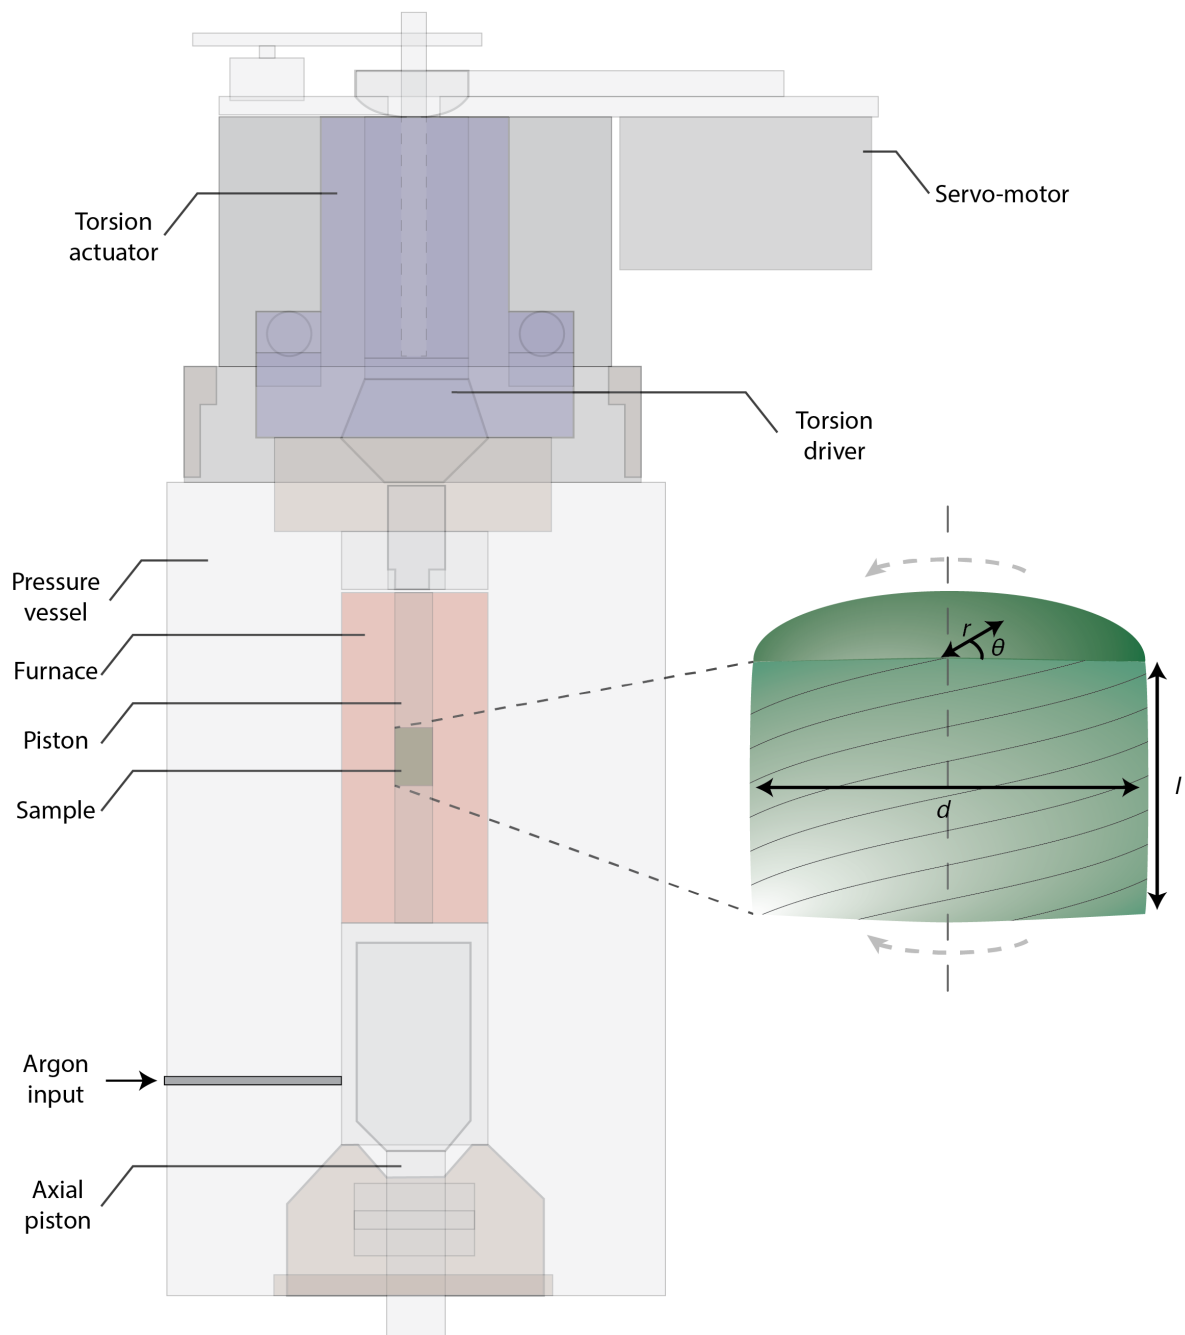 Servo-motor
Torsion
actuator
Torsion
driver
Pressure
vessel
Furnace
Piston
Sample
r
θ
l
d
Argon
input
Axial
piston